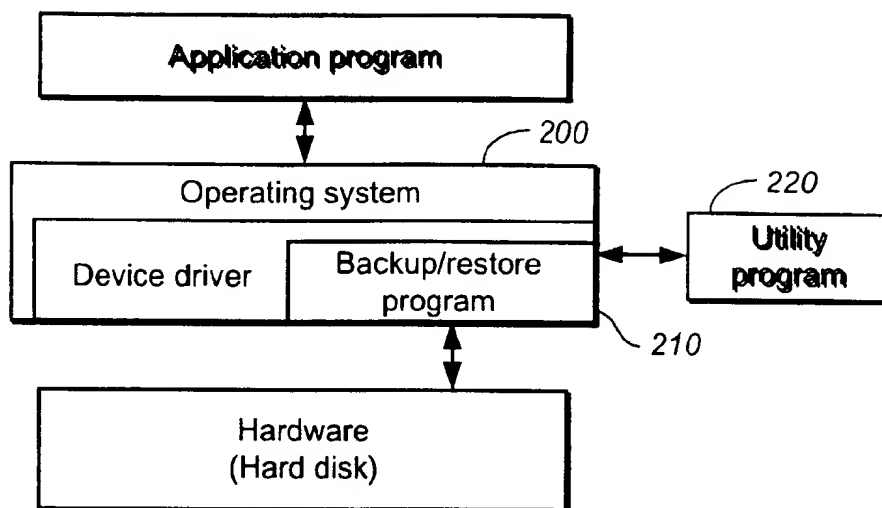 Application program
200
Operating system
220
Utility
program
Device driver
Backup/restore
program
210
Hardware
(Hard disk)